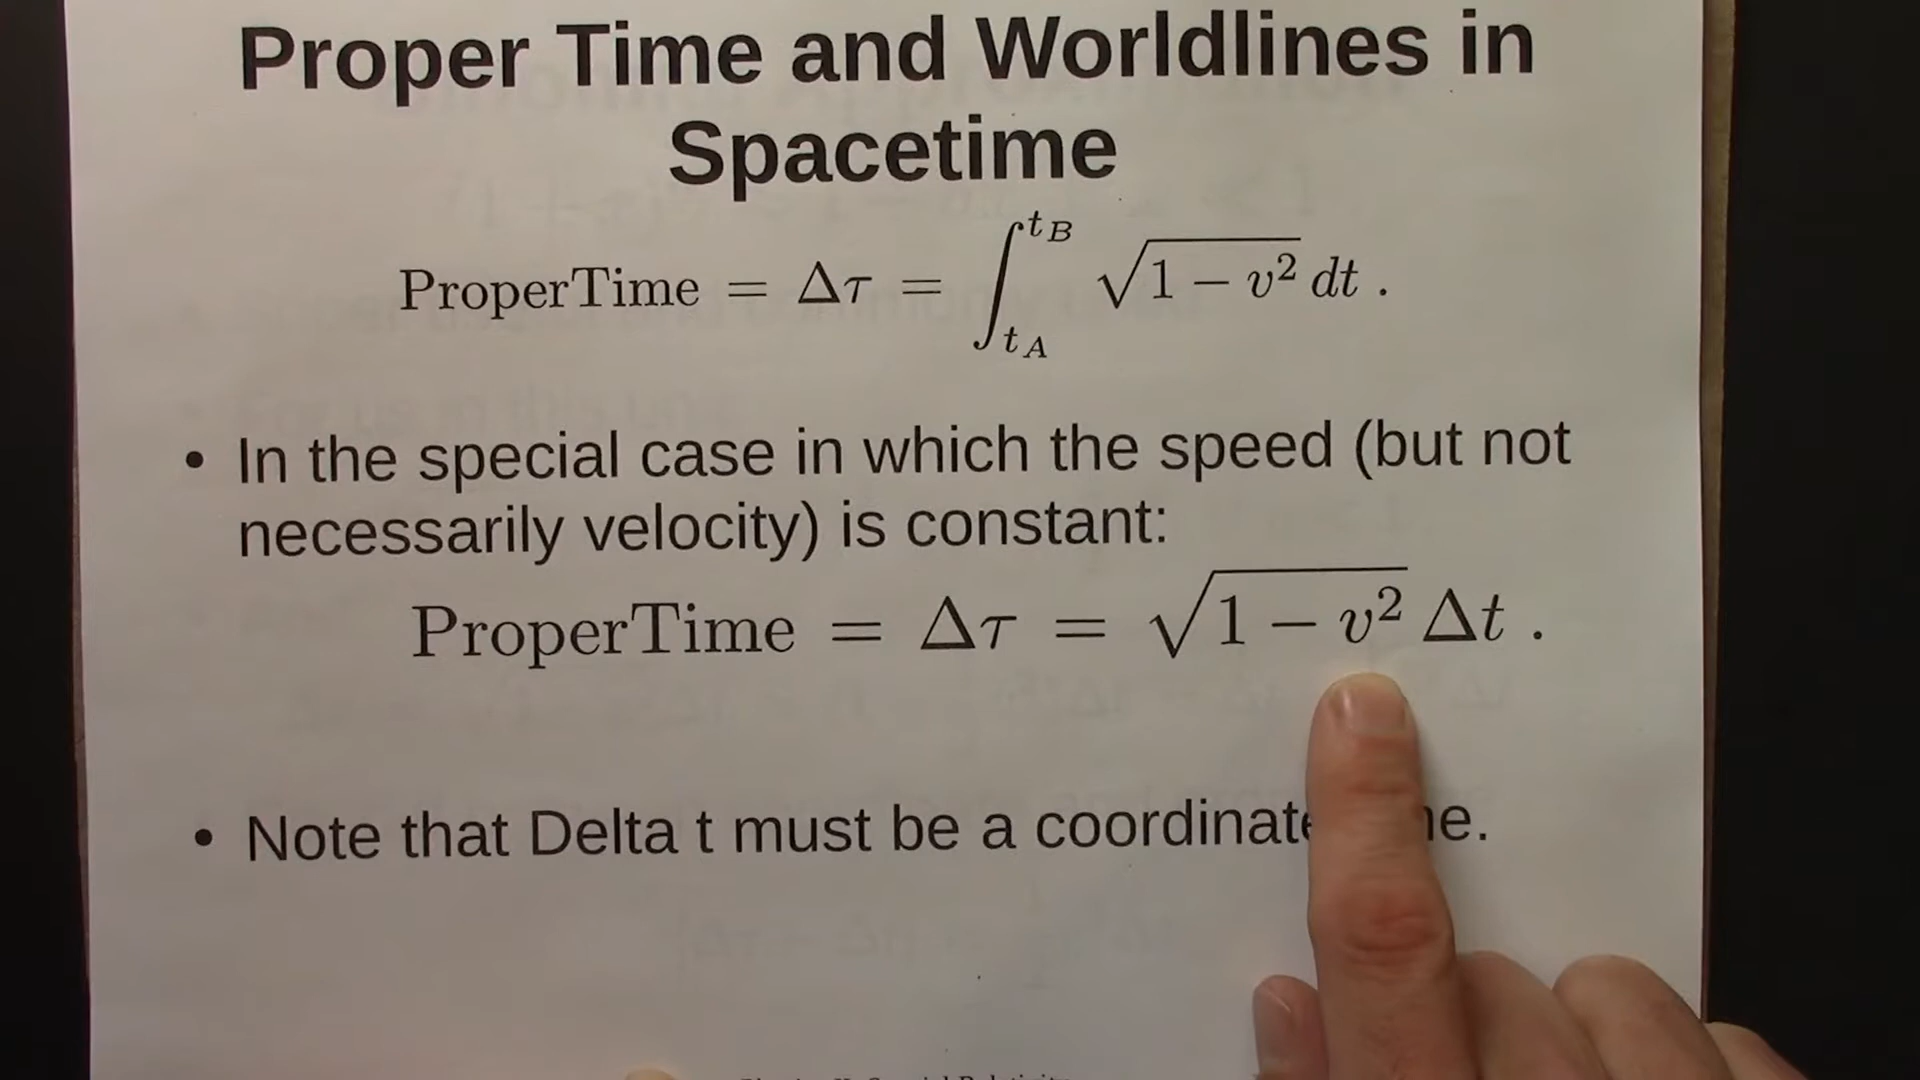 Proper Time and Worldlines in
Spacetime
ProperTime = Δτ = ∫_{t_A}^{t_B} √(1 − v²) dt .
• In the special case in which the speed (but not
necessarily velocity) is constant:
ProperTime = Δτ = √(1 − v²) Δt .
• Note that Delta t must be a